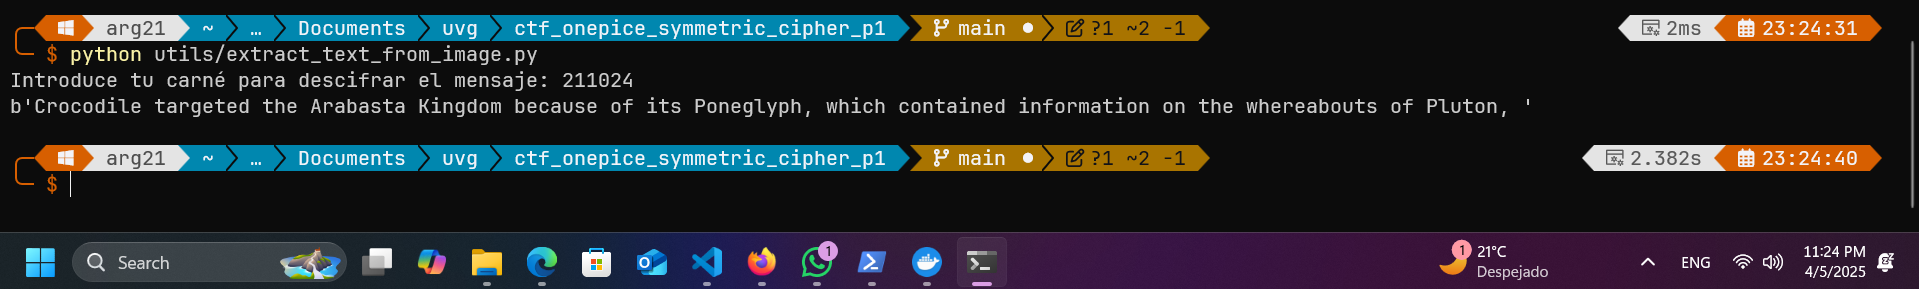 arg21 ~ … Documents uvg ctf_onepice_symmetric_cipher_p1 main ● ?1 ~2 -1 2ms 23:24:31
$ python utils/extract_text_from_image.py
Introduce tu carné para descifrar el mensaje: 211024
b'Crocodile targeted the Arabasta Kingdom because of its Poneglyph, which contained information on the whereabouts of Pluton, '
arg21 ~ … Documents uvg ctf_onepice_symmetric_cipher_p1 main ● ?1 ~2 -1 2.382s 23:24:40
$
Search
1
1
21°C
Despejado
ENG
11:24 PM
4/5/2025